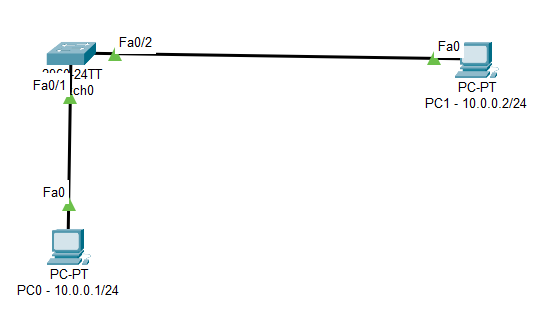 Fa0/2
Fa0
-24TT
Fa0/1
ch0
PC-PT
PC1 - 10.0.0.2/24
Fa0
PC-PT
PC0 - 10.0.0.1/24